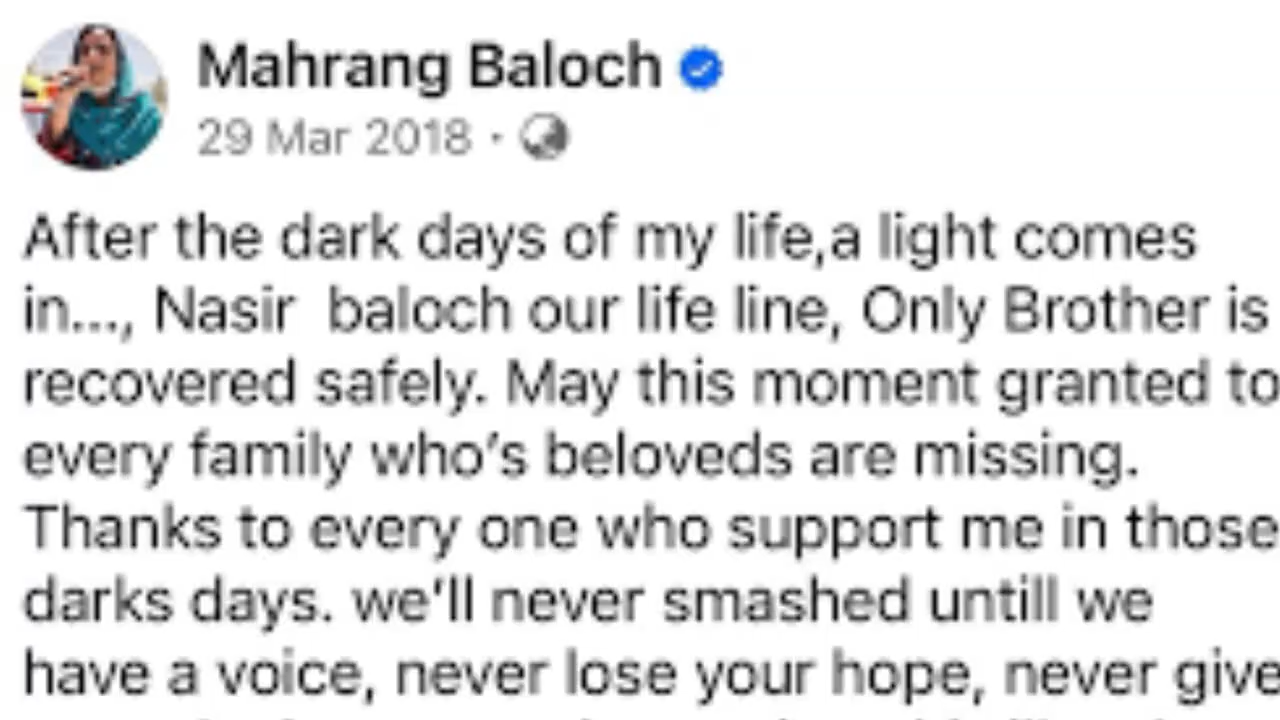 Mahrang Baloch
29 Mar 2018 ·
After the dark days of my life,a light comes
in..., Nasir  baloch our life line, Only Brother is
recovered safely. May this moment granted to
every family who's beloveds are missing.
Thanks to every one who support me in those
darks days. we'll never smashed untill we
have a voice, never lose your hope, never give